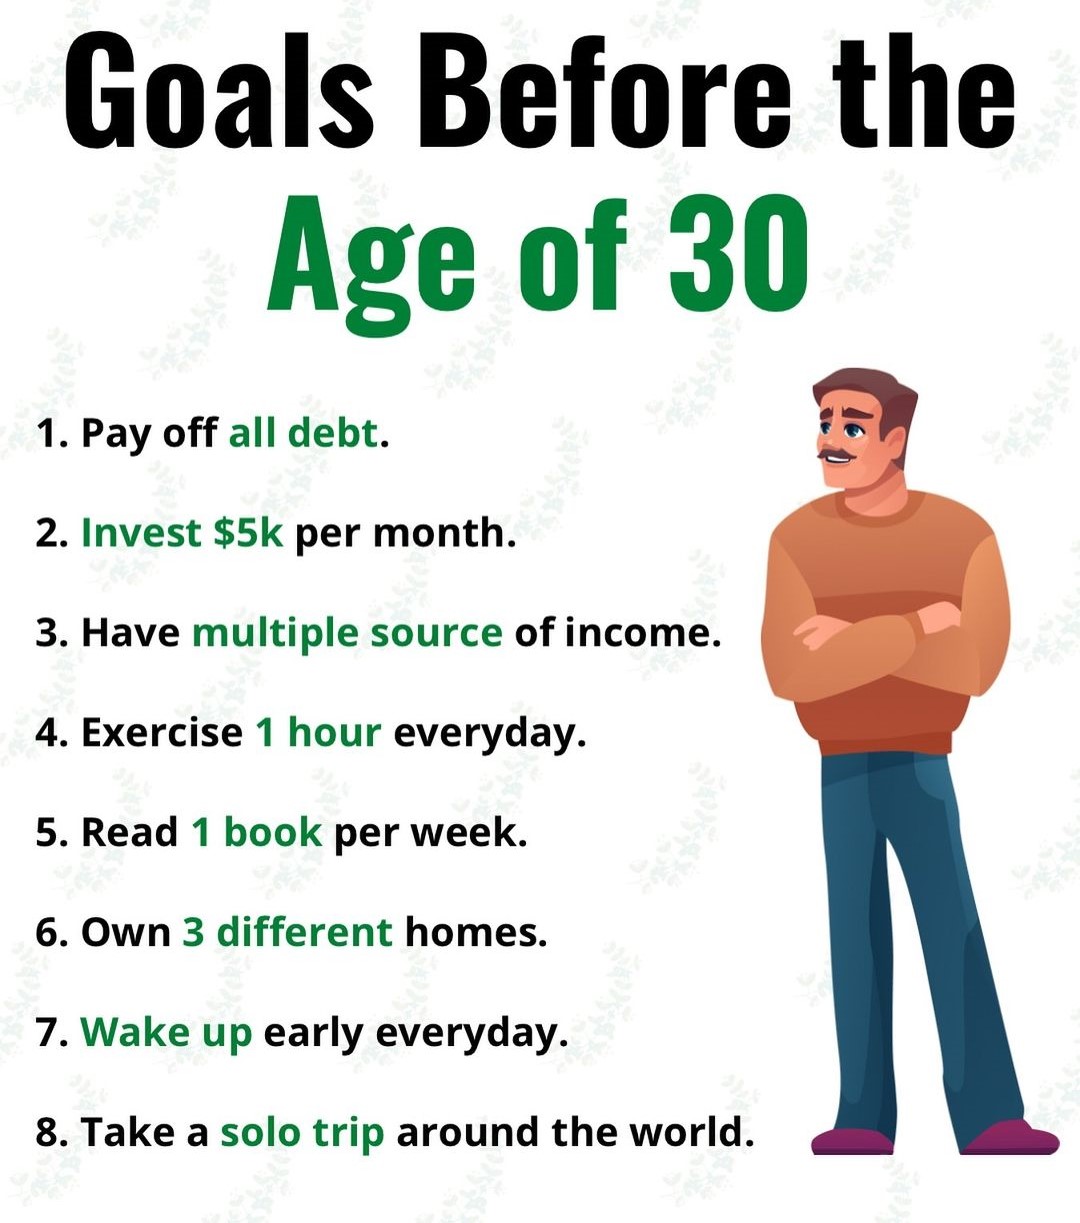 Goals Before the
Age of 30
1. Pay off all debt.
2. Invest $5k per month.
3. Have multiple source of income.
4. Exercise 1 hour everyday.
5. Read 1 book per week.
6. Own 3 different homes.
7. Wake up early everyday.
8. Take a solo trip around the world.